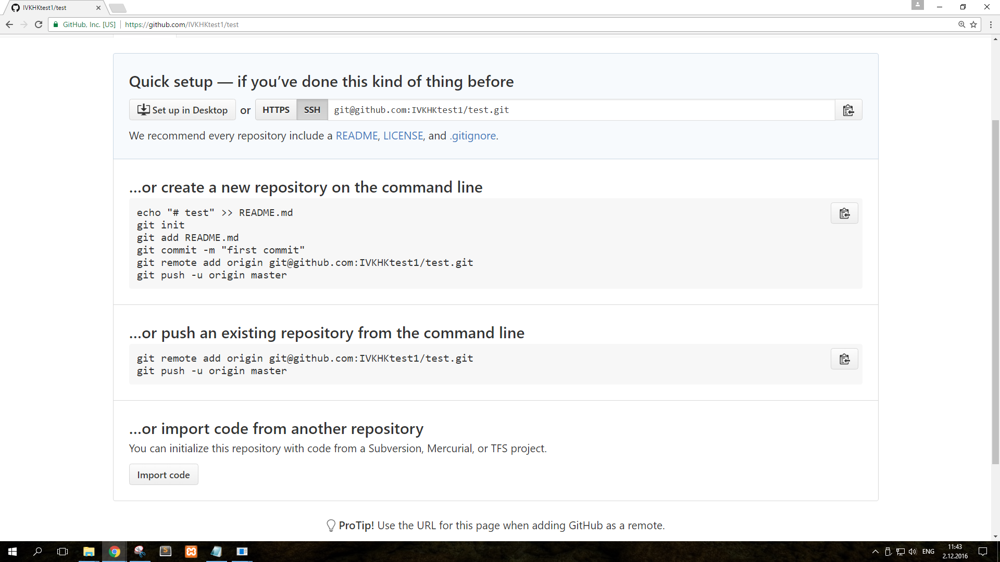 IVKHKtest1/test
GitHub, Inc. [US] https://github.com/IVKHKtest1/test
Quick setup — if you’ve done this kind of thing before
Set up in Desktop or HTTPS SSH git@github.com:IVKHKtest1/test.git
We recommend every repository include a README, LICENSE, and .gitignore.
…or create a new repository on the command line
echo "# test" >> README.md
git init
git add README.md
git commit -m "first commit"
git remote add origin git@github.com:IVKHKtest1/test.git
git push -u origin master
…or push an existing repository from the command line
git remote add origin git@github.com:IVKHKtest1/test.git
git push -u origin master
…or import code from another repository
You can initialize this repository with code from a Subversion, Mercurial, or TFS project.
Import code
ProTip! Use the URL for this page when adding GitHub as a remote.
ENG
11:43
2.12.2016